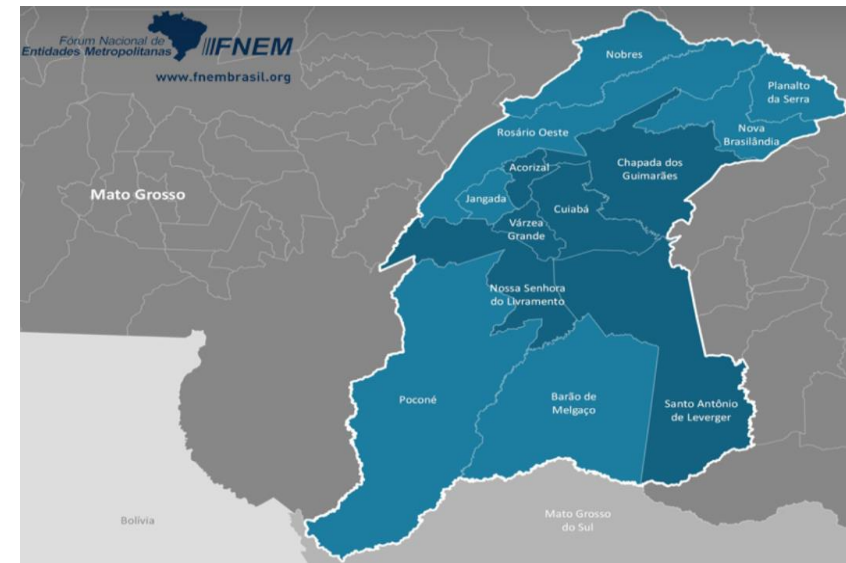 Fórum Nacional de
Entidades Metropolitanas
FNEM
www.fnembrasil.org
Nobres
Planalto
da Serra
Rosário Oeste
Nova
Brasilândia
Acorizal
Chapada dos
Guimarães
Mato Grosso
Jangada
Cuiabá
Várzea
Grande
Nossa Senhora
do Livramento
Poconé
Barão de
Melgaço
Santo Antônio
de Leverger
Bolívia
Mato Grosso
do Sul